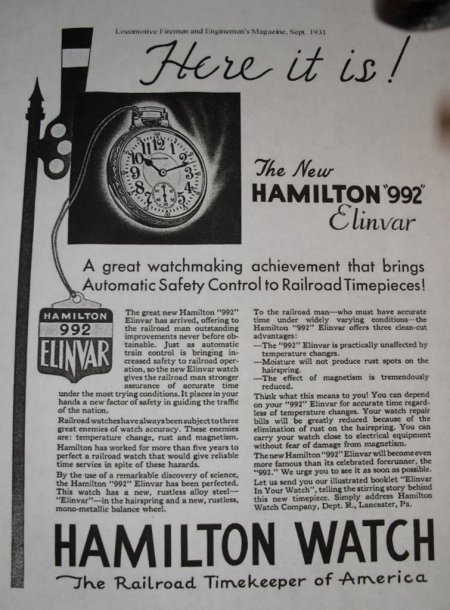 Locomotive Firemen and Enginemen's Magazine, Sept. 1931
Here it is!
The New
HAMILTON "992"
Elinvar
A great watchmaking achievement that brings
Automatic Safety Control to Railroad Timepieces!
HAMILTON
992
ELINVAR
The great new Hamilton "992"
Elinvar has arrived, offering to
the railroad man outstanding
improvements never before ob-
tainable. Just as automatic
train control is bringing in-
creased safety to railroad oper-
ation, so the new Elinvar watch
gives the railroad man stronger
assurance of accurate time
under the most trying conditions. It places in your
hands a new factor of safety in guiding the traffic
of the nation.
Railroad watches have always been subject to three
great enemies of watch accuracy. These enemies
are: temperature change, rust and magnetism.
Hamilton has worked for more than five years to
perfect a railroad watch that would give reliable
time service in spite of these hazards.
By the use of a remarkable discovery of science,
the Hamilton "992" Elinvar has been perfected.
This watch has a new, rustless alloy steel—
"Elinvar"—in the hairspring and a new, rustless,
mono-metallic balance wheel.
To the railroad man—who must have accurate
time under widely varying conditions—the
Hamilton "992" Elinvar offers three clean-cut
advantages:
—The "992" Elinvar is practically unaffected by
temperature changes.
—Moisture will not produce rust spots on the
hairspring.
—The effect of magnetism is tremendously
reduced.
Think what this means to you! You can depend
on your "992" Elinvar for accurate time regard-
less of temperature changes. Your watch repair
bills will be greatly reduced because of the
elimination of rust on the hairspring. You can
carry your watch close to electrical equipment
without fear of damage from magnetism.
The new Hamilton "992" Elinvar will become even
more famous than its celebrated forerunner, the
"992." We urge you to see it as soon as possible.
Let us send you our illustrated booklet "Elinvar
In Your Watch", telling the stirring story behind
this new timepiece. Simply address Hamilton
Watch Company, Dept. R., Lancaster, Pa.
HAMILTON WATCH
The Railroad Timekeeper of America